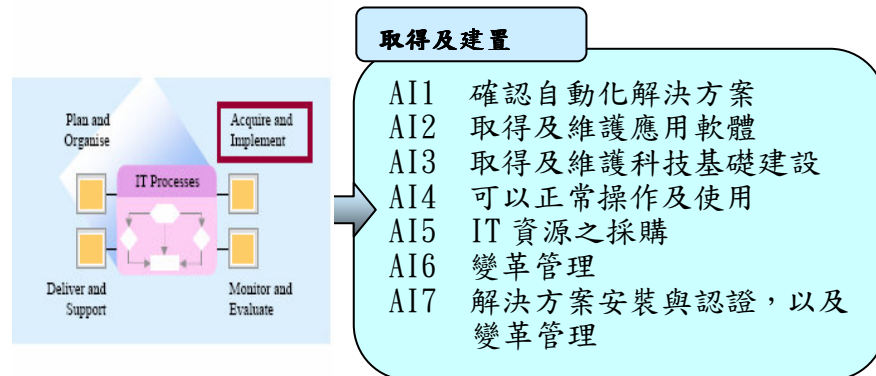 取得及建置
Plan and
Organise
Acquire and
Implement
IT Processes
Deliver and
Support
Monitor and
Evaluate
AI1 確認自動化解決方案
AI2 取得及維護應用軟體
AI3 取得及維護科技基礎建設
AI4 可以正常操作及使用
AI5 IT 資源之採購
AI6 變革管理
AI7 解決方案安裝與認證，以及
變革管理